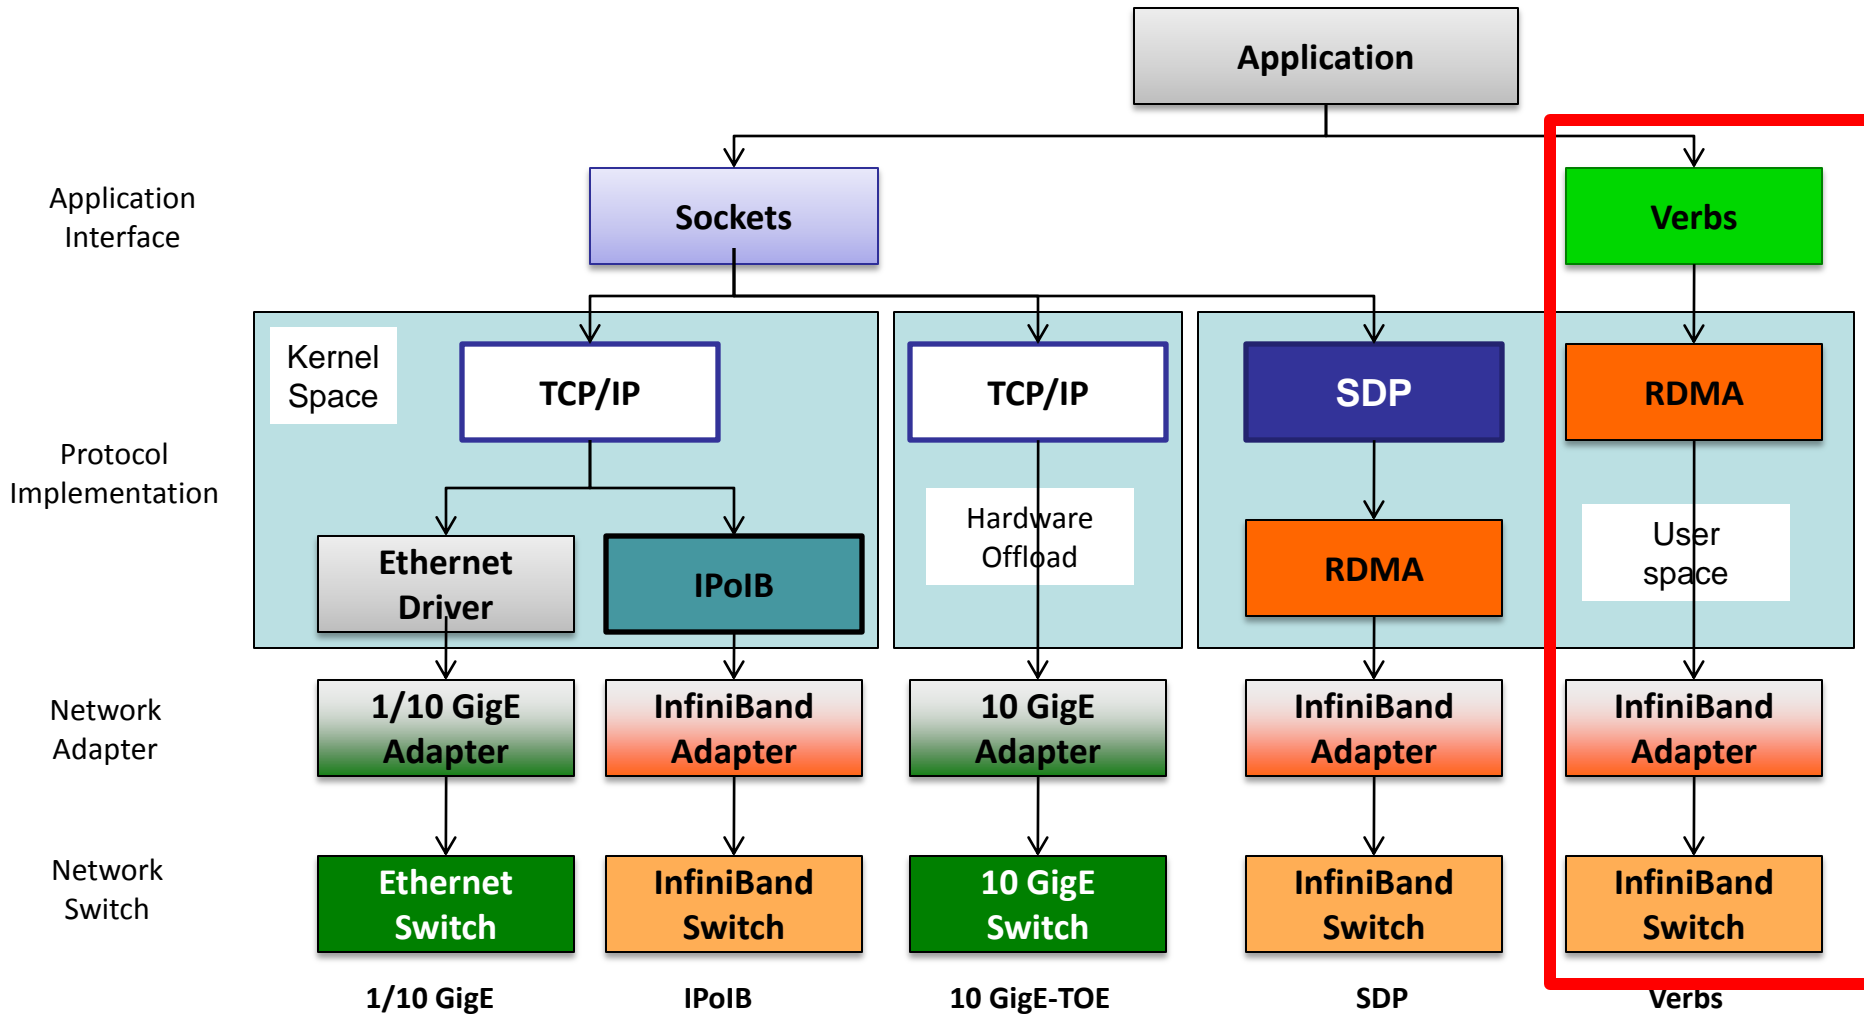 Application
Application
Interface
Sockets
Verbs
Kernel
Space
TCP/IP
TCP/IP
SDP
RDMA
Protocol
Implementation
Hardware
Offload
User
space
Ethernet
Driver
IPoIB
RDMA
Network
Adapter
1/10 GigE
Adapter
InfiniBand
Adapter
10 GigE
Adapter
InfiniBand
Adapter
InfiniBand
Adapter
Network
Switch
Ethernet
Switch
InfiniBand
Switch
10 GigE
Switch
InfiniBand
Switch
InfiniBand
Switch
1/10 GigE
IPoIB
10 GigE-TOE
SDP
Verbs